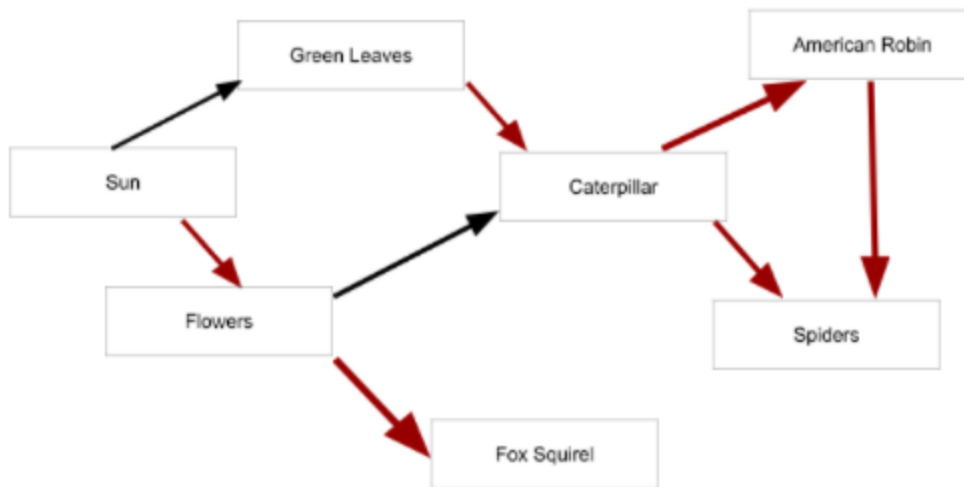 American Robin
Green Leaves
Sun
Caterpillar
Flowers
Spiders
Fox Squirel